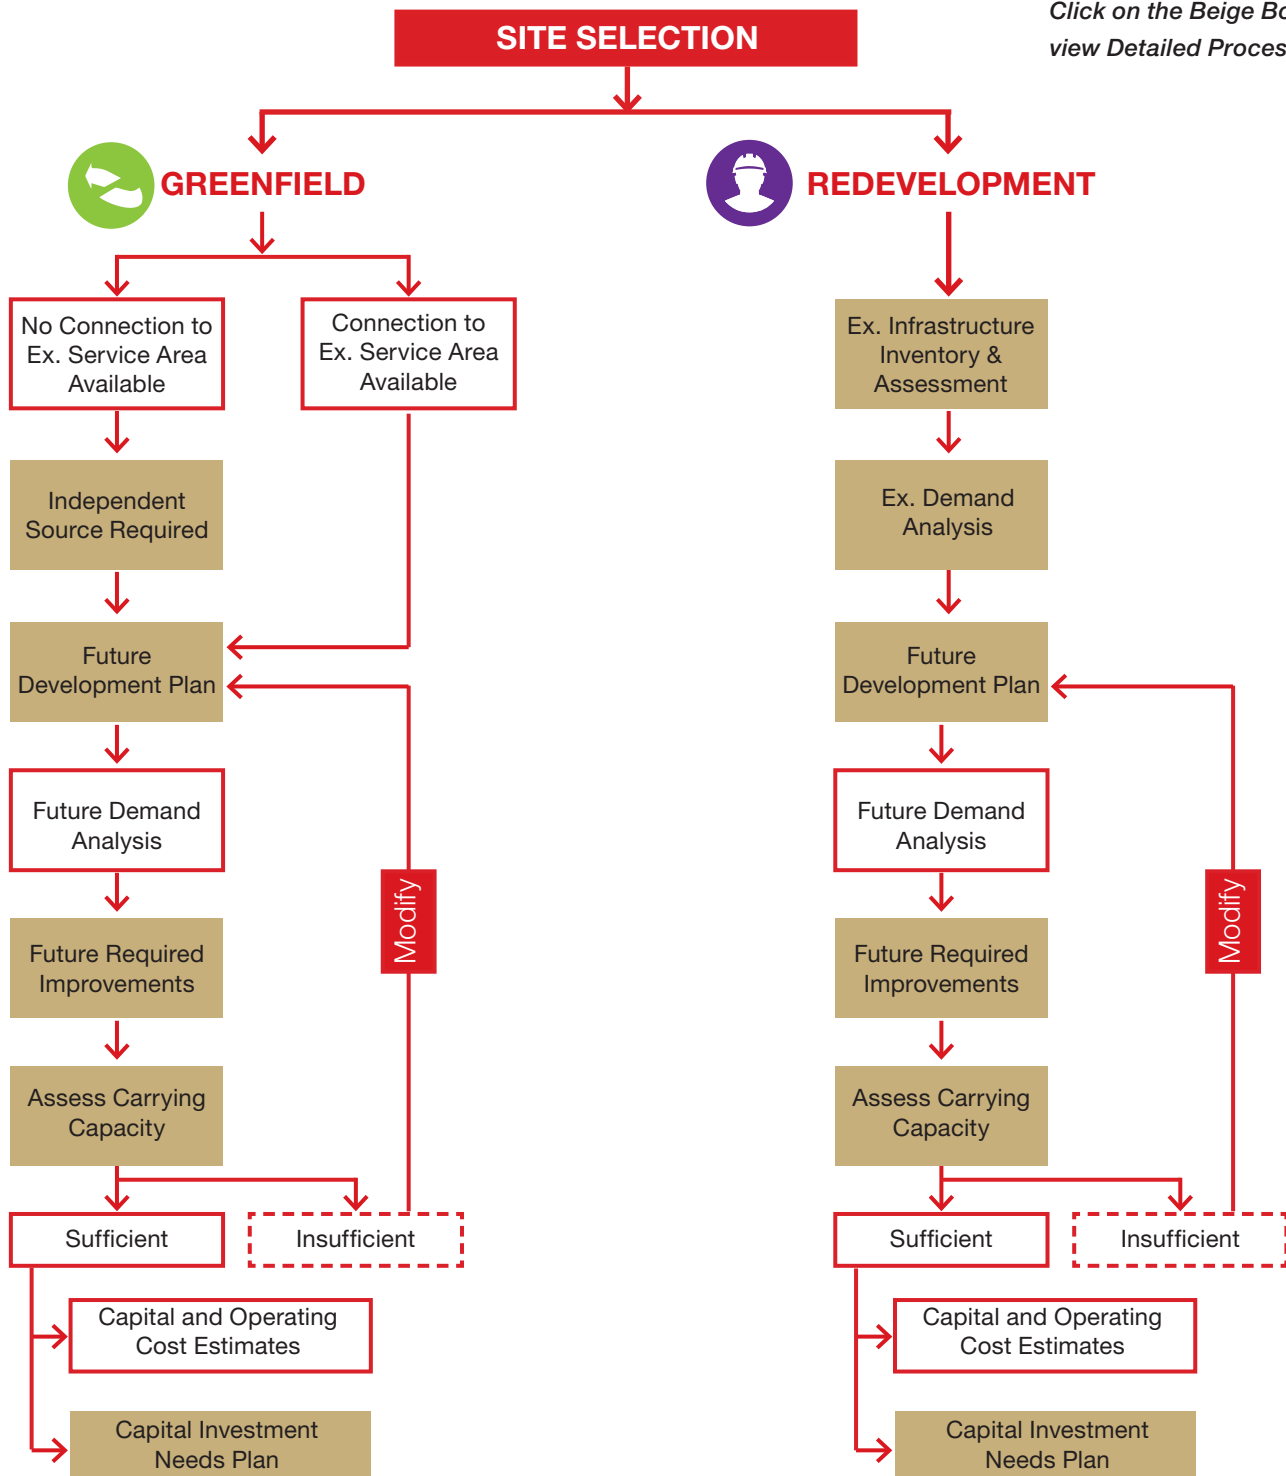 Click on the Beige Bo
view Detailed Proces
SITE SELECTION
GREENFIELD
REDEVELOPMENT
No Connection to
Ex. Service Area
Available
Connection to
Ex. Service Area
Available
Independent
Source Required
Future
Development Plan
Future Demand
Analysis
Modify
Future Required
Improvements
Assess Carrying
Capacity
Sufficient
Insufficient
Capital and Operating
Cost Estimates
Capital Investment
Needs Plan
Ex. Infrastructure
Inventory &
Assessment
Ex. Demand
Analysis
Future
Development Plan
Future Demand
Analysis
Modify
Future Required
Improvements
Assess Carrying
Capacity
Sufficient
Insufficient
Capital and Operating
Cost Estimates
Capital Investment
Needs Plan